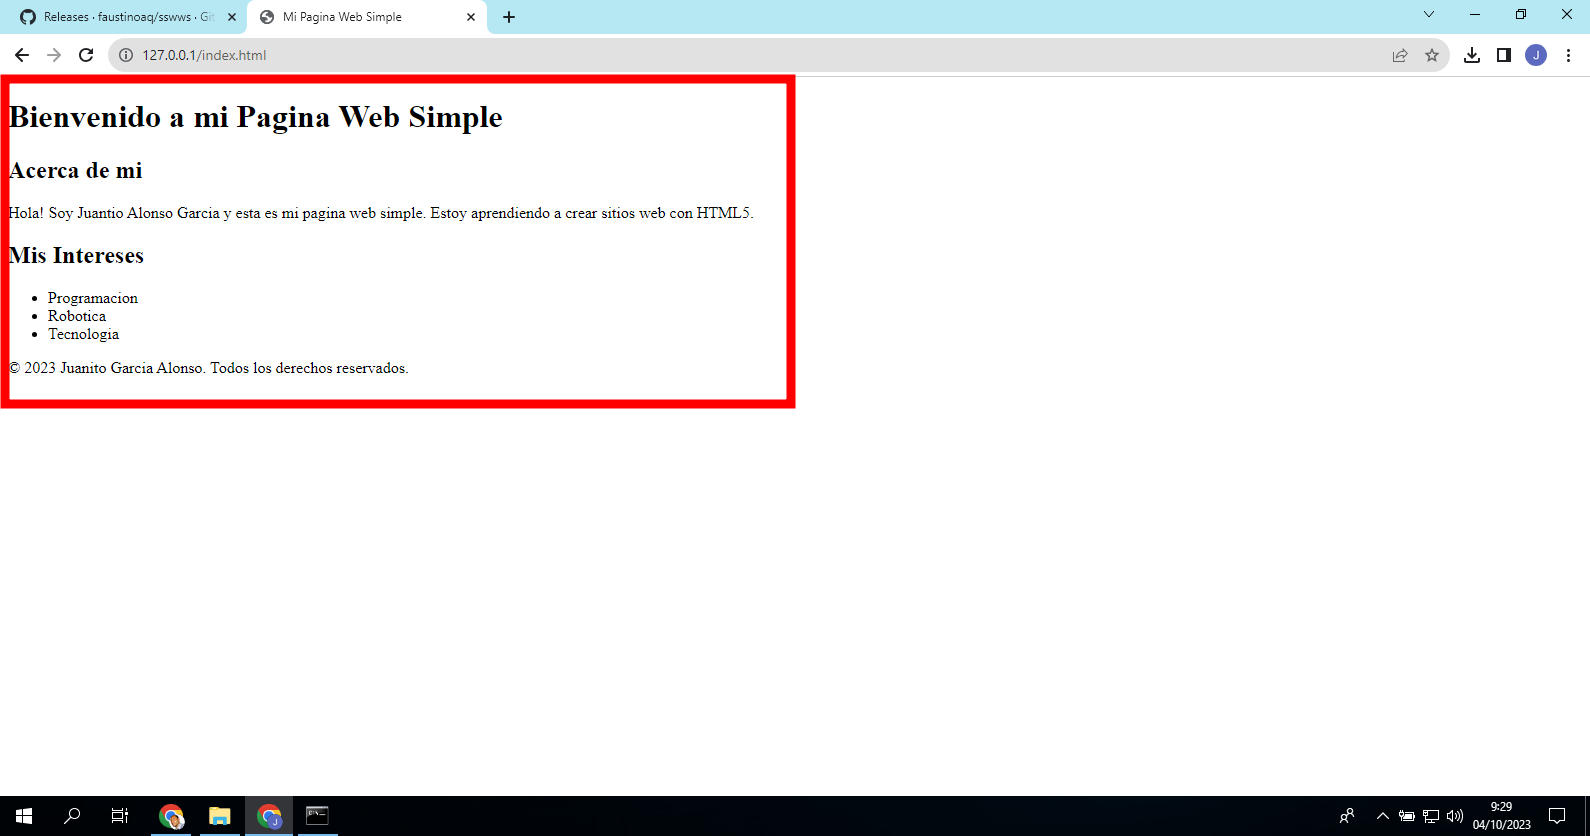 Releases · faustinoaq/sswws · Git
Mi Pagina Web Simple
127.0.0.1/index.html
J
Bienvenido a mi Pagina Web Simple
Acerca de mi
Hola! Soy Juantio Alonso Garcia y esta es mi pagina web simple. Estoy aprendiendo a crear sitios web con HTML5.
Mis Intereses
• Programacion
• Robotica
• Tecnologia
© 2023 Juanito Garcia Alonso. Todos los derechos reservados.
J
9:29
04/10/2023